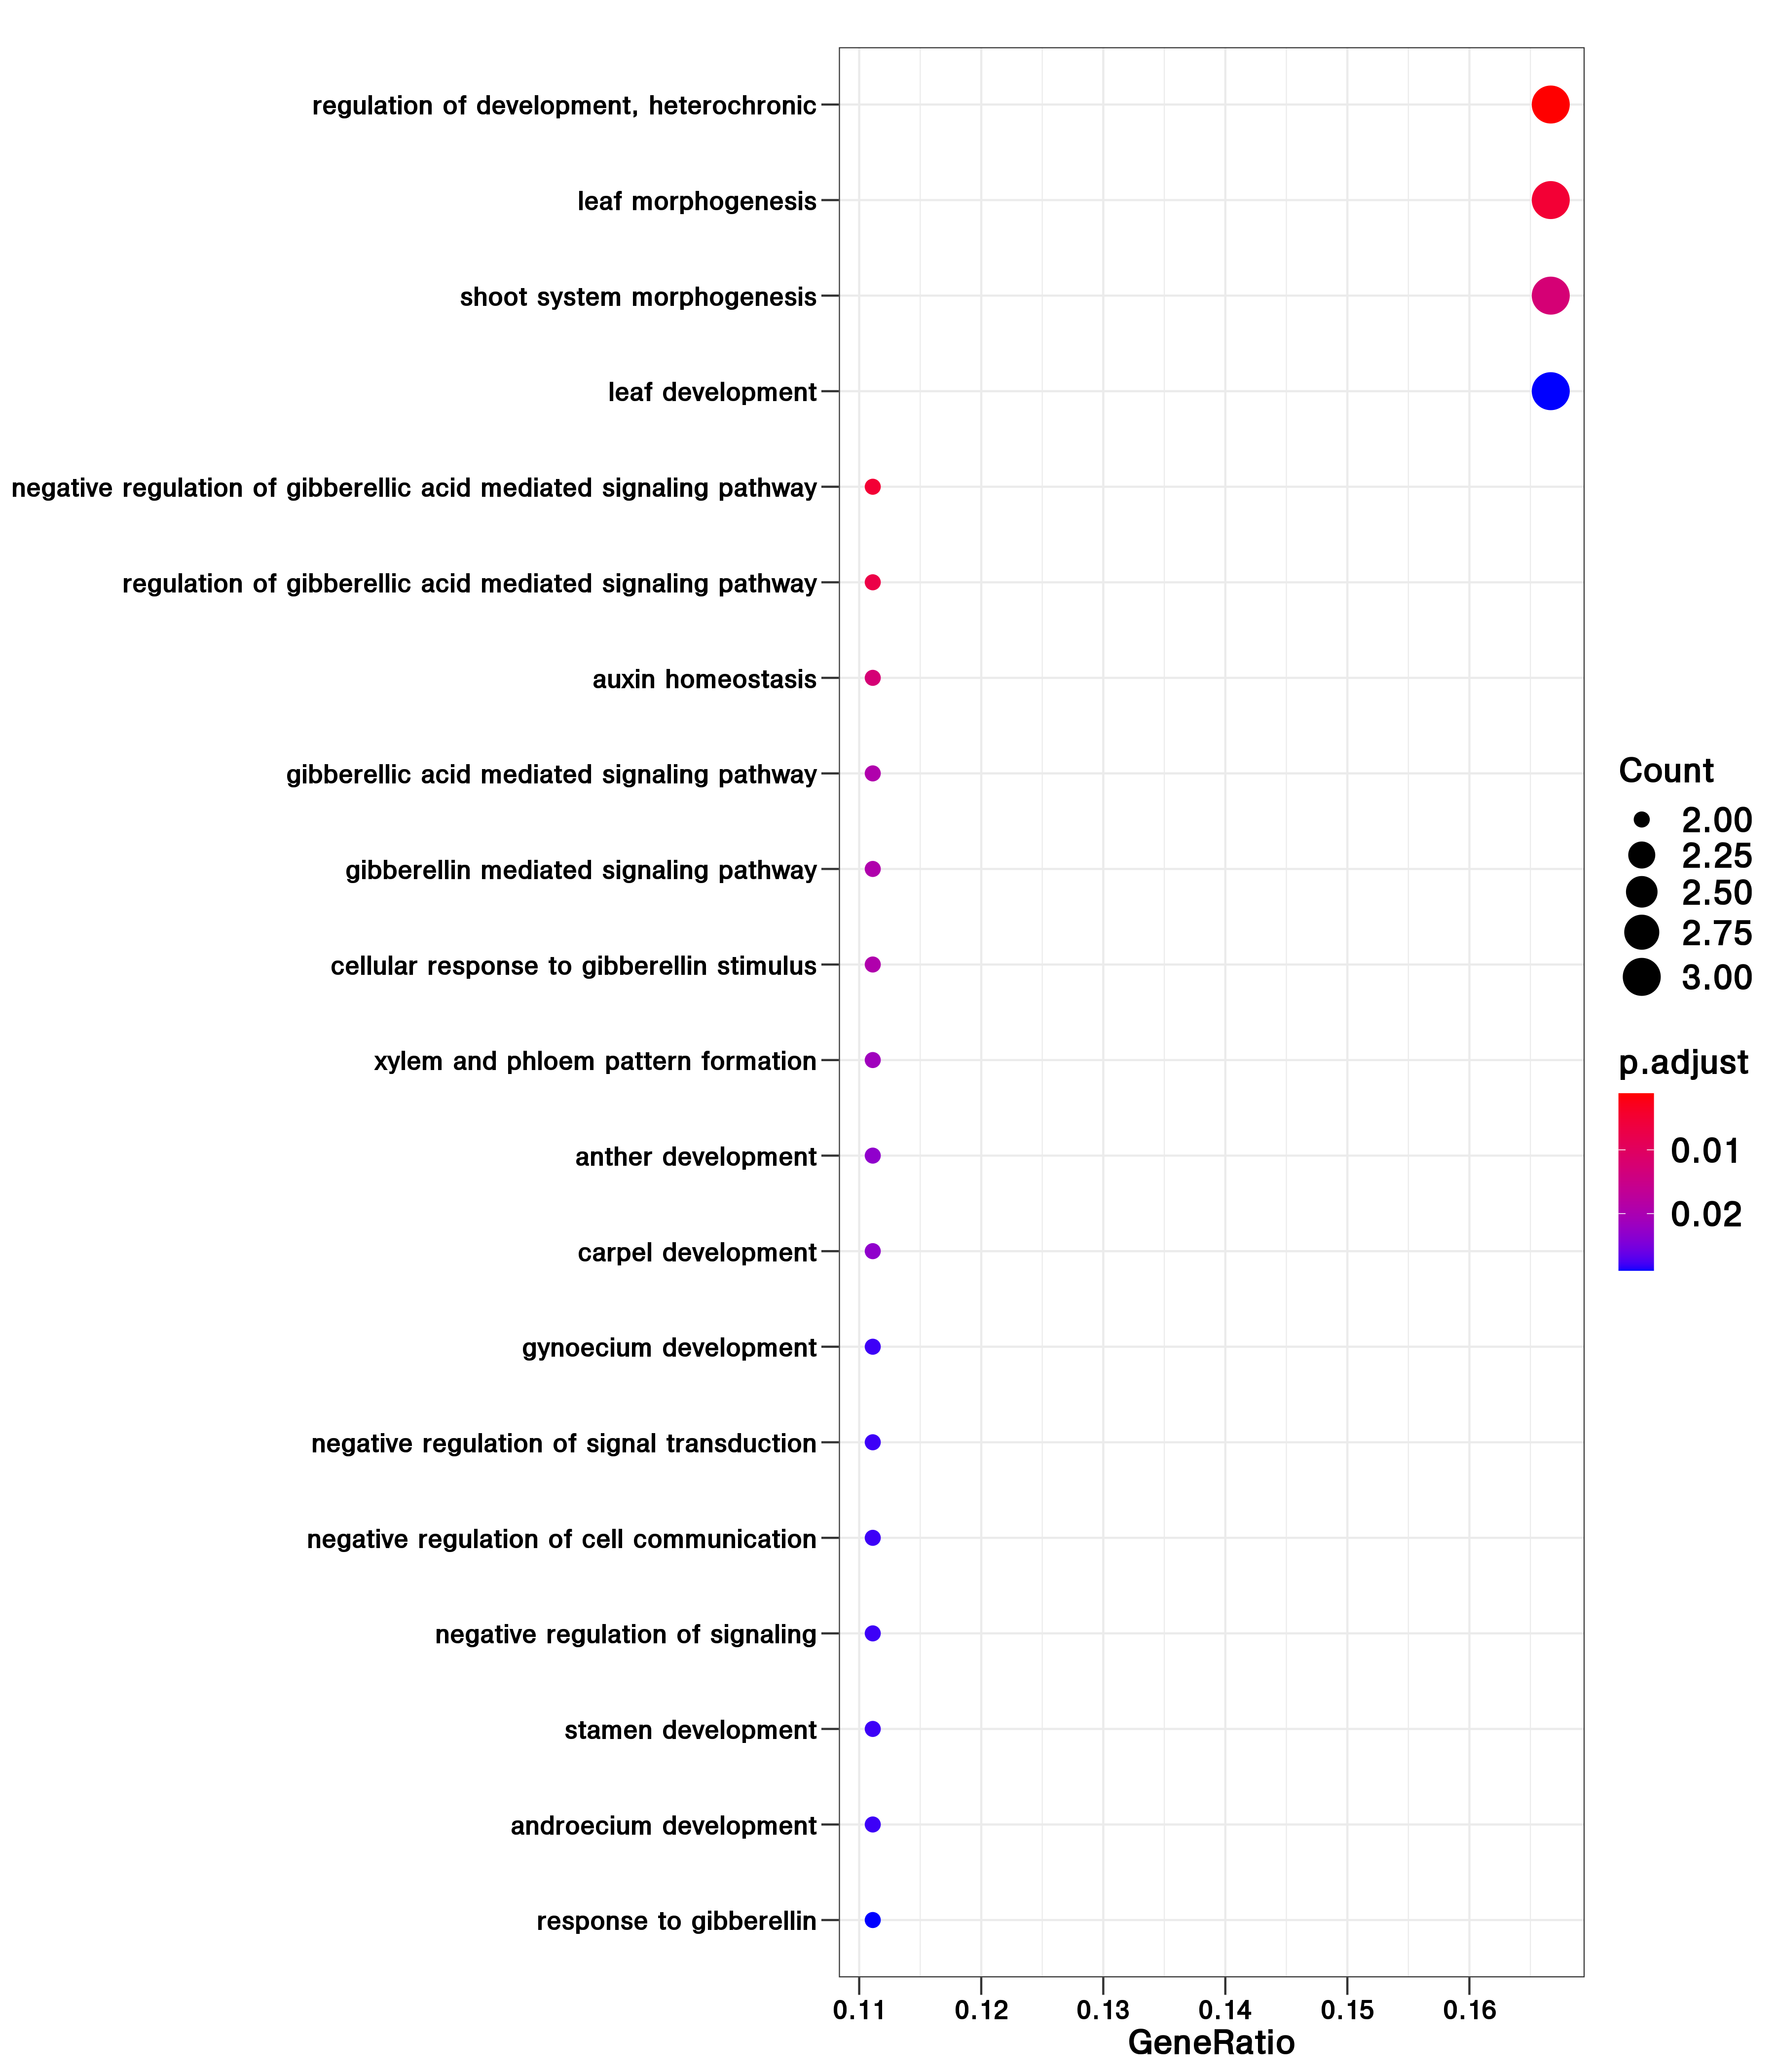 regulation of development, heterochronic
leaf morphogenesis
shoot system morphogenesis
leaf development
negative regulation of gibberellic acid mediated signaling pathway
regulation of gibberellic acid mediated signaling pathway
auxin homeostasis
gibberellic acid mediated signaling pathway
gibberellin mediated signaling pathway
cellular response to gibberellin stimulus
xylem and phloem pattern formation
anther development
carpel development
gynoecium development
negative regulation of signal transduction
negative regulation of cell communication
negative regulation of signaling
stamen development
androecium development
response to gibberellin
0.11 0.12 0.13 0.14 0.15 0.16
GeneRatio
Count
2.00
2.25
2.50
2.75
3.00
p.adjust
0.01
0.02